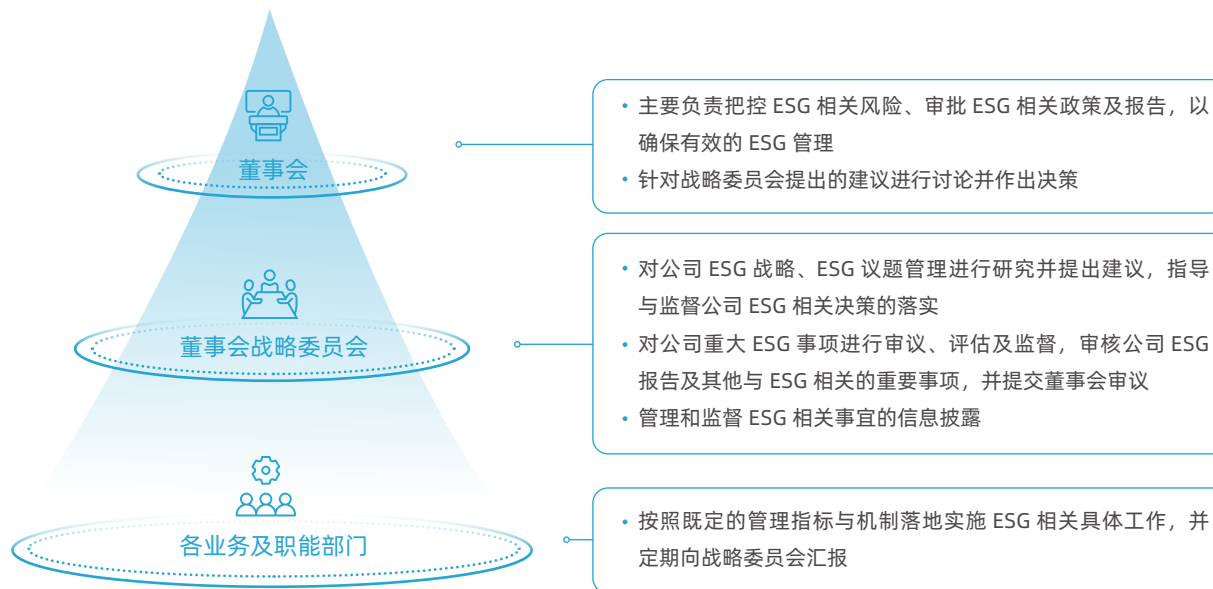 董事会
• 主要负责把控 ESG 相关风险、审批 ESG 相关政策及报告，以
确保有效的 ESG 管理
• 针对战略委员会提出的建议进行讨论并作出决策
董事会战略委员会
• 对公司 ESG 战略、ESG 议题管理进行研究并提出建议，指导
与监督公司 ESG 相关决策的落实
• 对公司重大 ESG 事项进行审议、评估及监督，审核公司 ESG
报告及其他与 ESG 相关的重要事项，并提交董事会审议
• 管理和监督 ESG 相关事宜的信息披露
各业务及职能部门
• 按照既定的管理指标与机制落地实施 ESG 相关具体工作，并
定期向战略委员会汇报